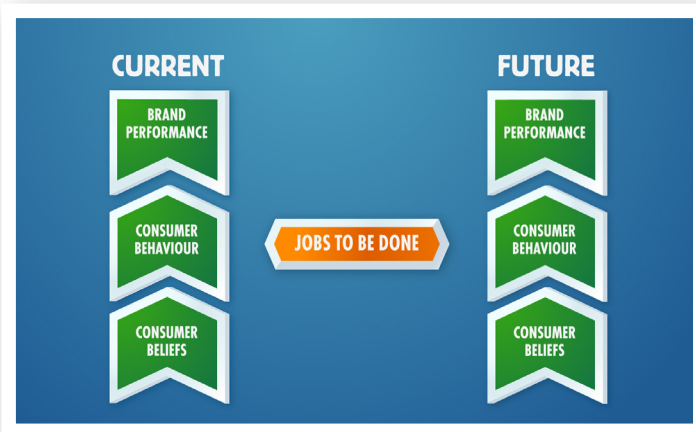 CURRENT
BRAND
PERFORMANCE
CONSUMER
BEHAVIOUR
CONSUMER
BELIEFS
JOBS TO BE DONE
FUTURE
BRAND
PERFORMANCE
CONSUMER
BEHAVIOUR
CONSUMER
BELIEFS